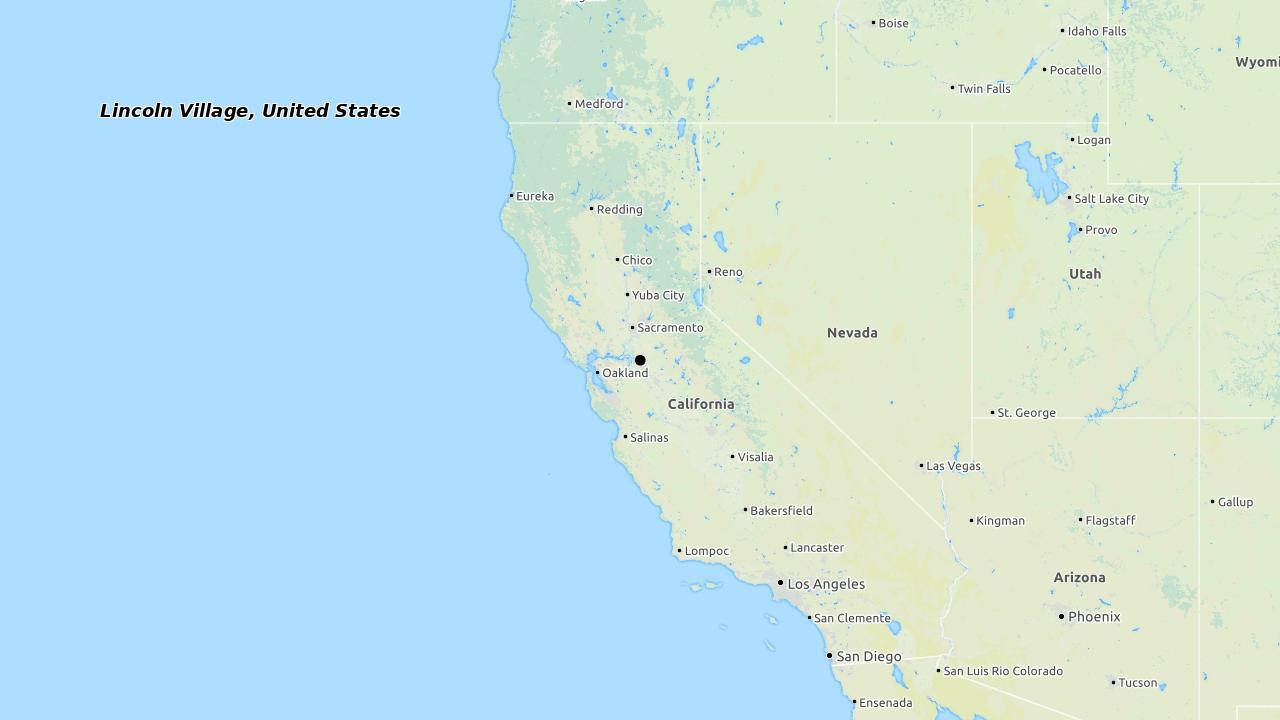 Boise
Idaho Falls
Wyomi
Pocatello
Twin Falls
Medford
Lincoln Village, United States
Logan
Eureka
Redding
Salt Lake City
Provo
Chico
Reno
Utah
Yuba City
Sacramento
Nevada
Oakland
California
St. George
Salinas
Visalia
Las Vegas
Gallup
Bakersfield
Kingman
Flagstaff
Lompoc
Lancaster
Arizona
Los Angeles
San Clemente
Phoenix
San Diego
San Luis Rio Colorado
Tucson
Ensenada